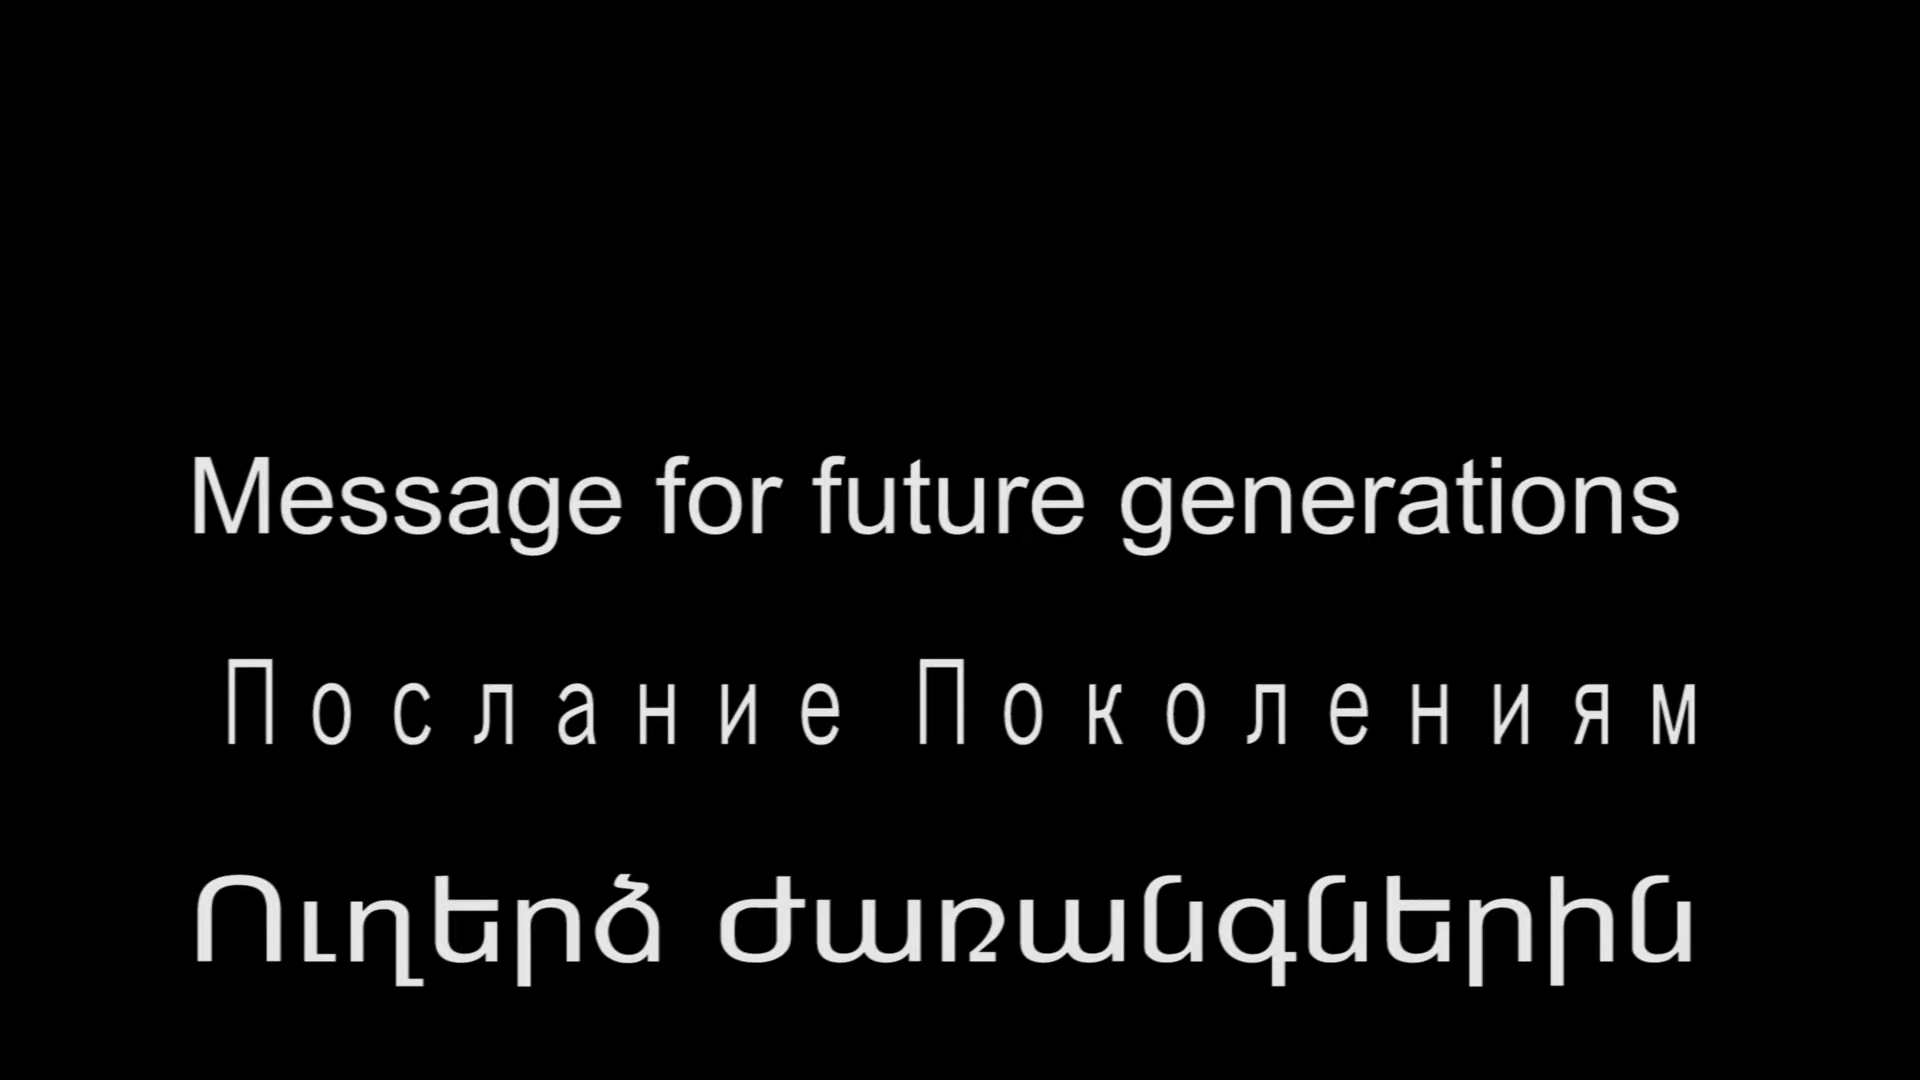 Message for future generations
Послание Поколениям
Ուղերձ Ժառանգներին